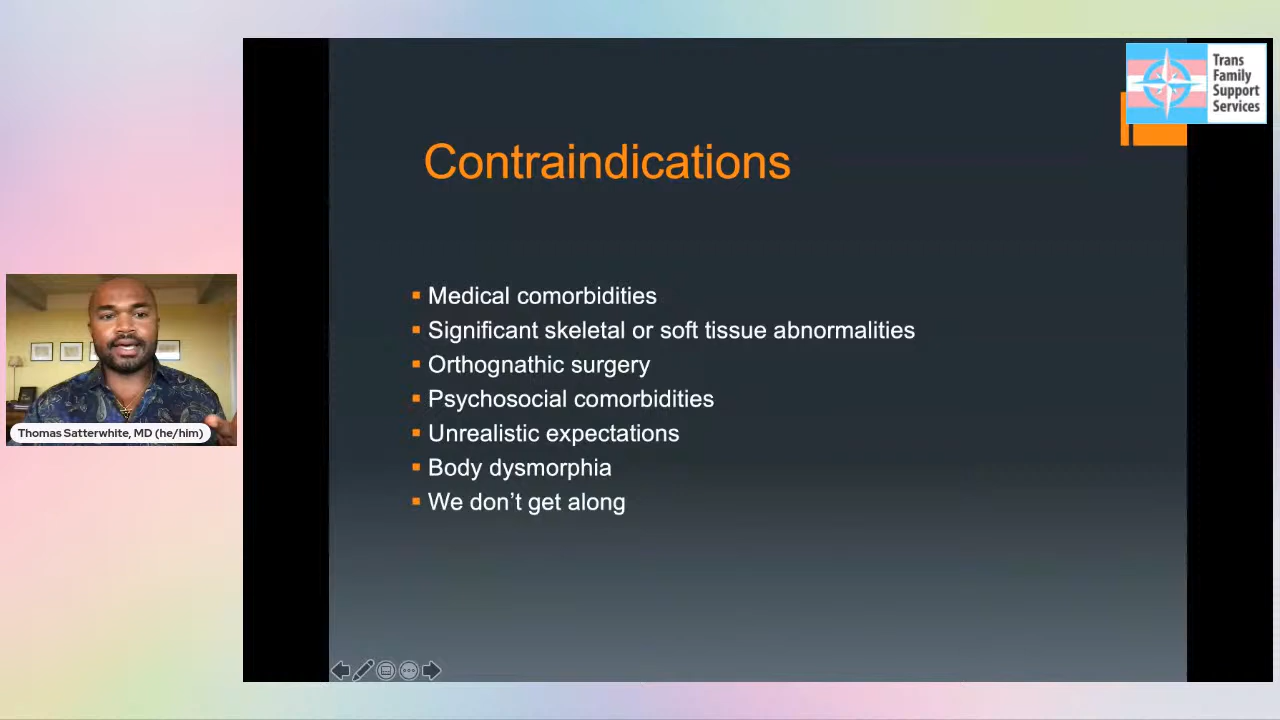 Trans
Family
Support
Services
Contraindications
Medical comorbidities
Significant skeletal or soft tissue abnormalities
Orthognathic surgery
Psychosocial comorbidities
Unrealistic expectations
Body dysmorphia
We don't get along
Thomas Satterwhite, MD (he/him)